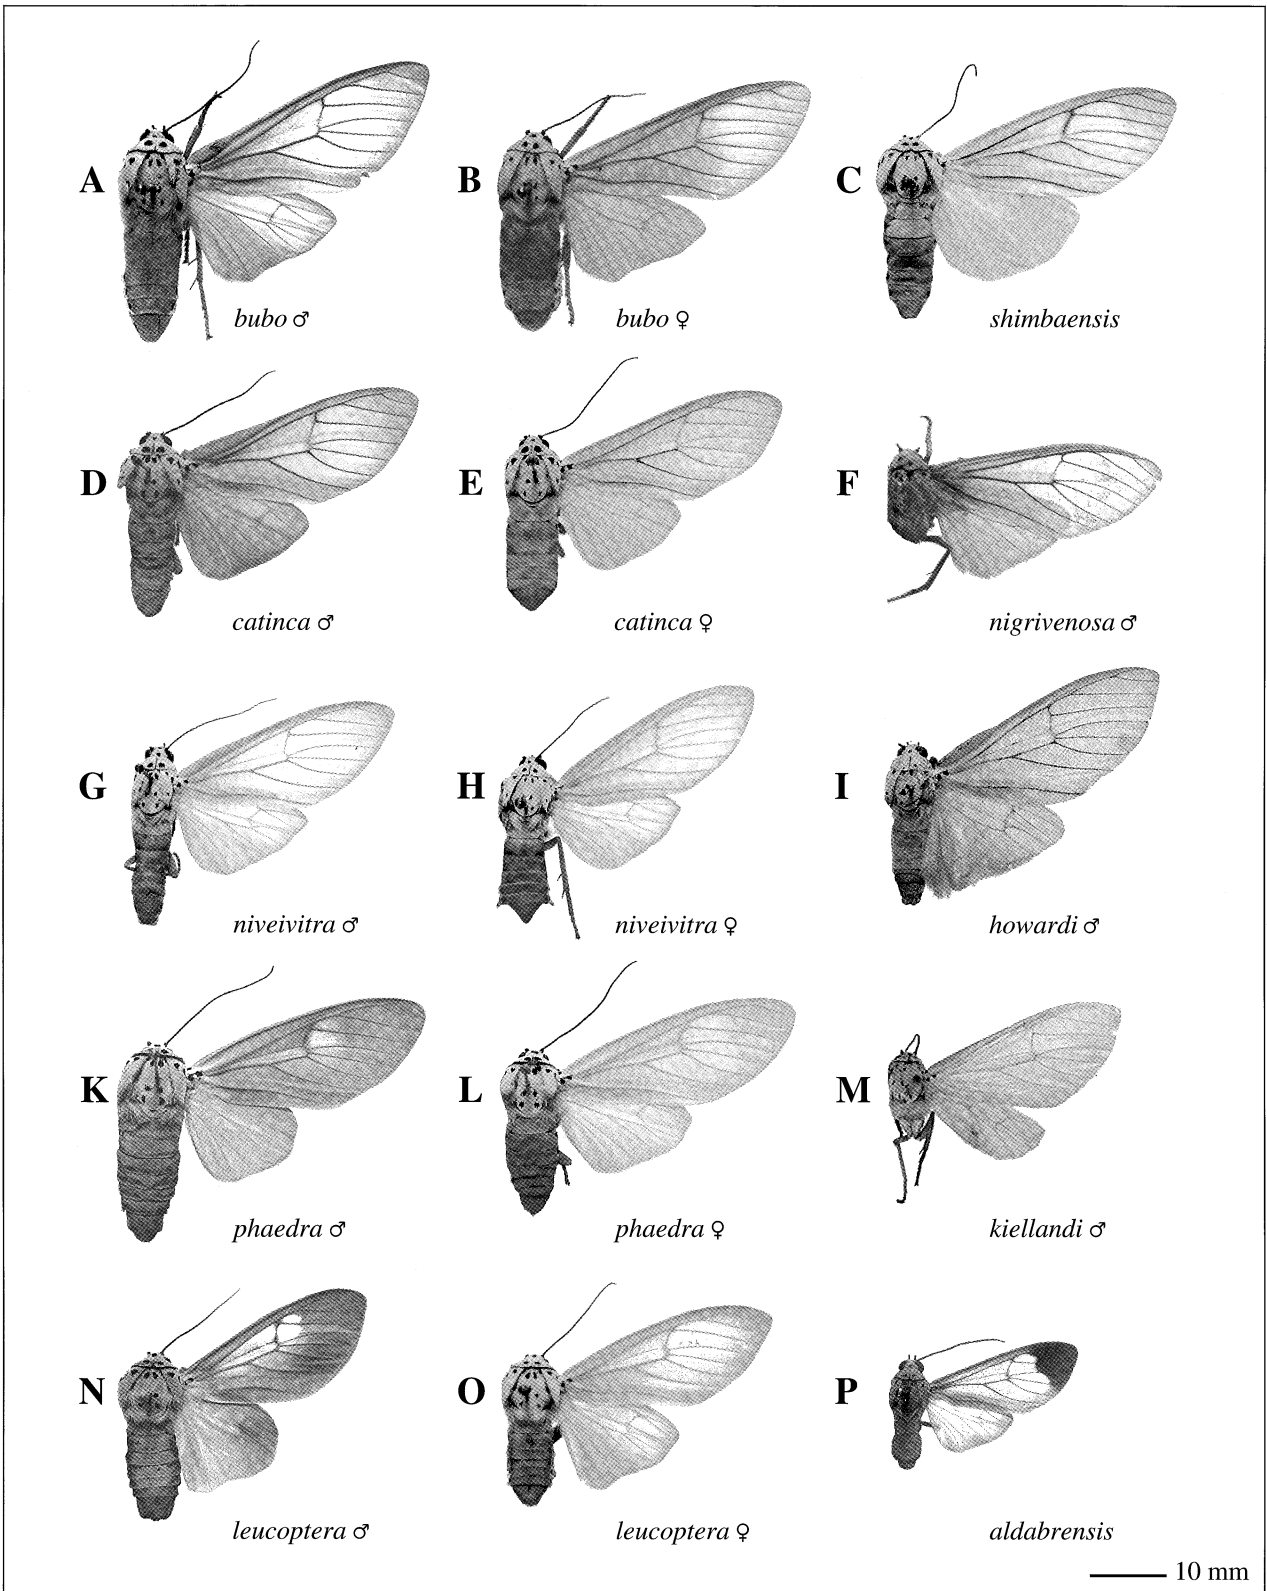 A
B
C
bubo ♂
bubo ♀
shimbaensis
D
E
F
catinca ♂
catinca ♀
nigrivenosa ♂
G
H
I
niveivitra ♂
niveivitra ♀
howardi ♂
K
L
M
phaedra ♂
phaedra ♀
kiellandi ♂
N
O
P
leucoptera ♂
leucoptera ♀
aldabrensis
10 mm